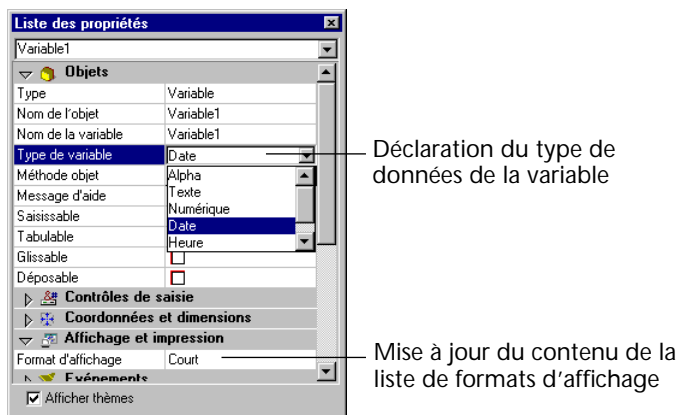 Liste des propriétés
Variable1
Objets
Type Variable
Nom de l'objet Variable1
Nom de la variable Variable1
Type de variable Date
Déclaration du type de
données de la variable
Méthode objet Alpha
Message d'aide Texte
Saisissable Numérique
Date
Tabulable Heure
Glissable
Déposable
Contrôles de saisie
Coordonnées et dimensions
Affichage et impression
Format d'affichage Court
Mise à jour du contenu de la
liste de formats d'affichage
Evénements
Afficher thèmes